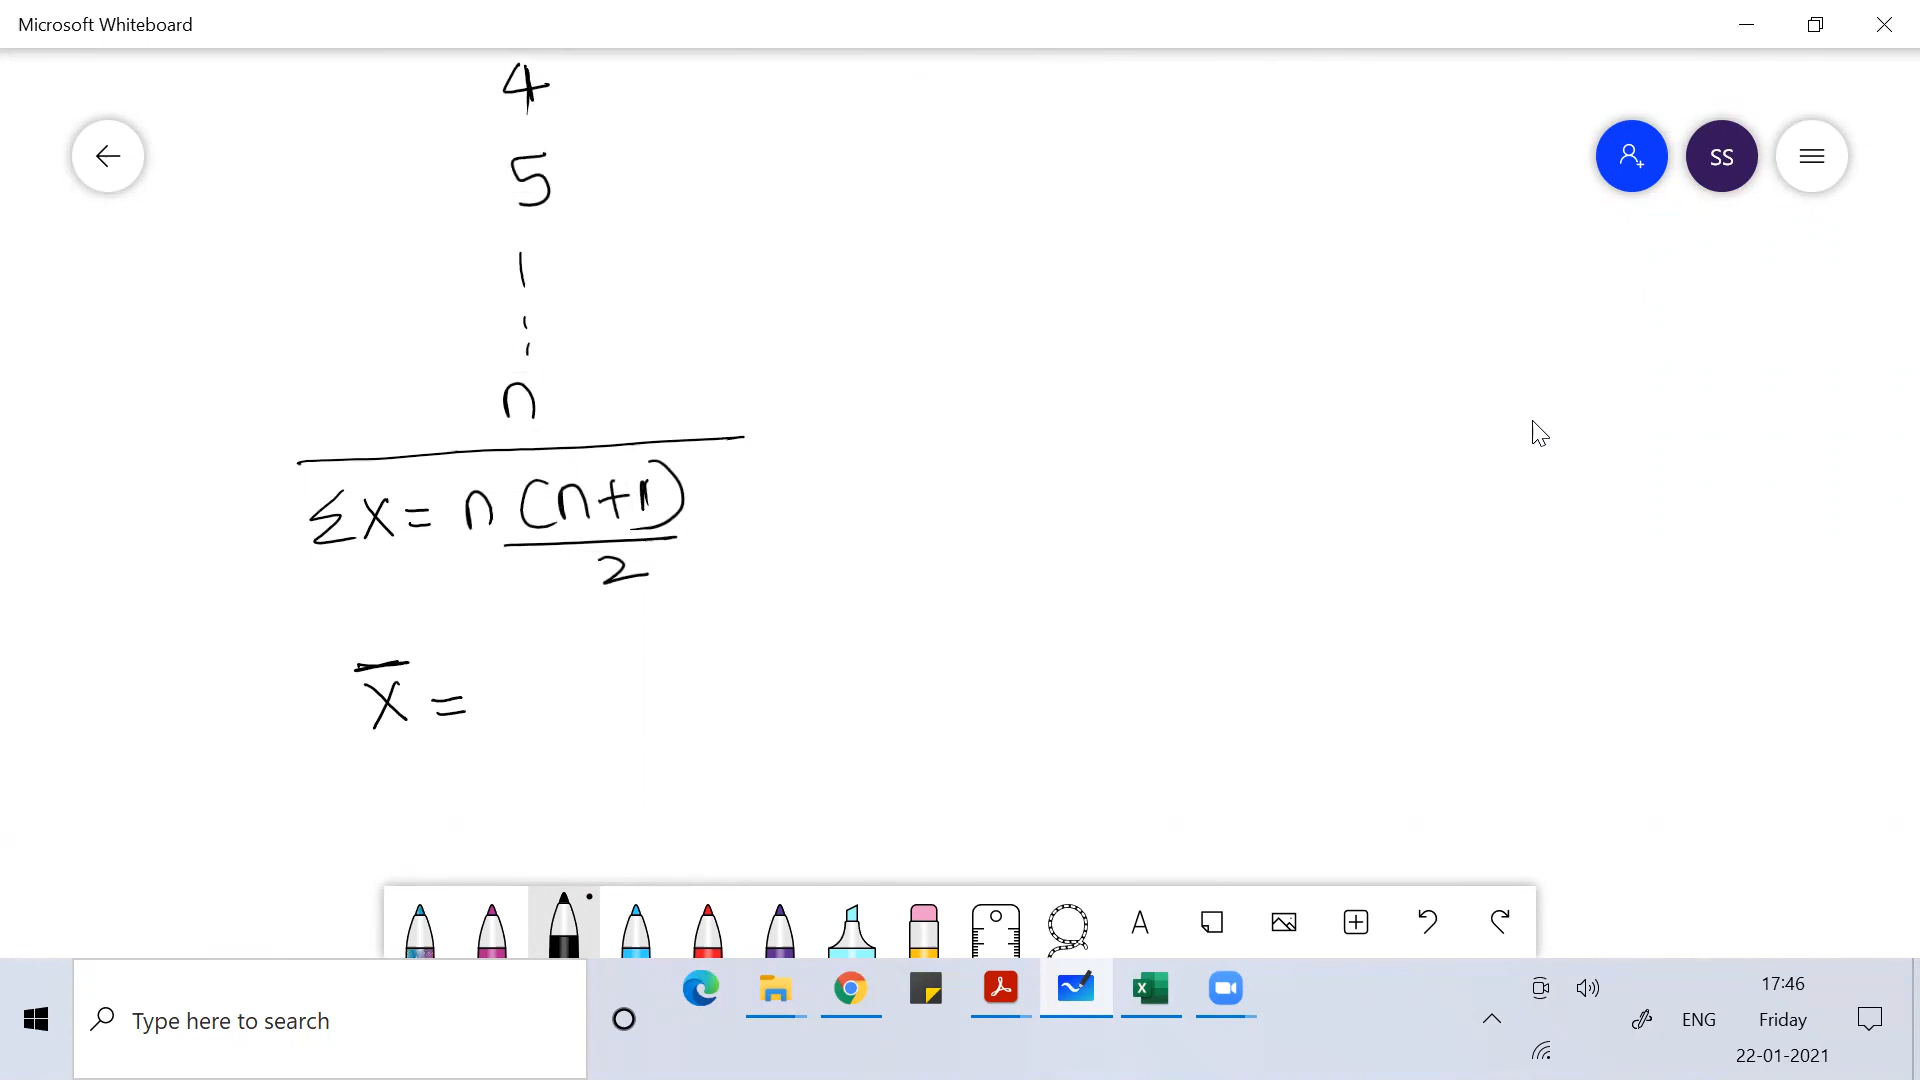 Microsoft Whiteboard
4
5
n
SS
Σx = n (n+1)
2
X̄ =
A
Type here to search
17:46
ENG
Friday
22-01-2021